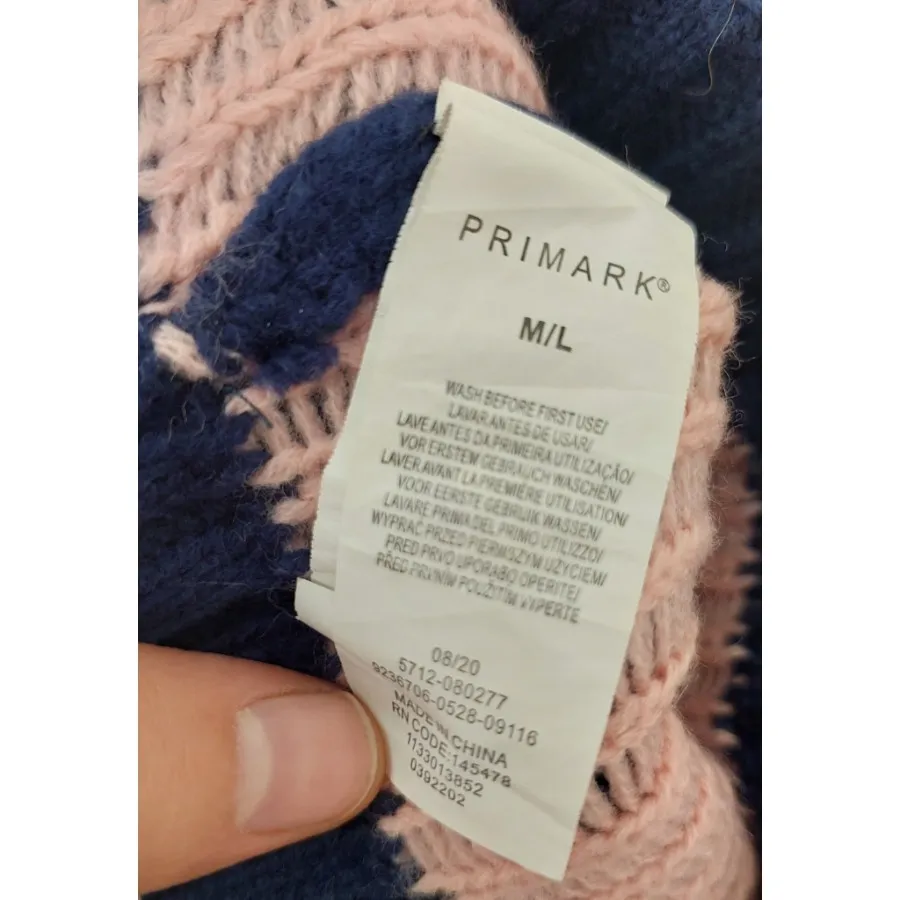 PRIMARK®
M/L
WASH BEFORE FIRST USE/
LAVAR ANTES DE USAR/
LAVE ANTES DA PRIMEIRA UTILIZAÇÃO/
VOR ERSTEM GEBRAUCH WASCHEN/
LAVER AVANT LA PREMIÈRE UTILISATION/
VOOR EERSTE GEBRUIK WASSEN/
LAVARE PRIMA DEL PRIMO UTILIZZO/
WYPRAĆ PRZED PIERWSZYM UŻYCIEM/
PRED PRVO UPORABO OPERITE/
PŘED PRVNÍM POUŽITÍM VYPERTE
08/20
5712-080277
9236706-0528-09116
MADE IN CHINA
RN CODE:145478
1133013852
0392202